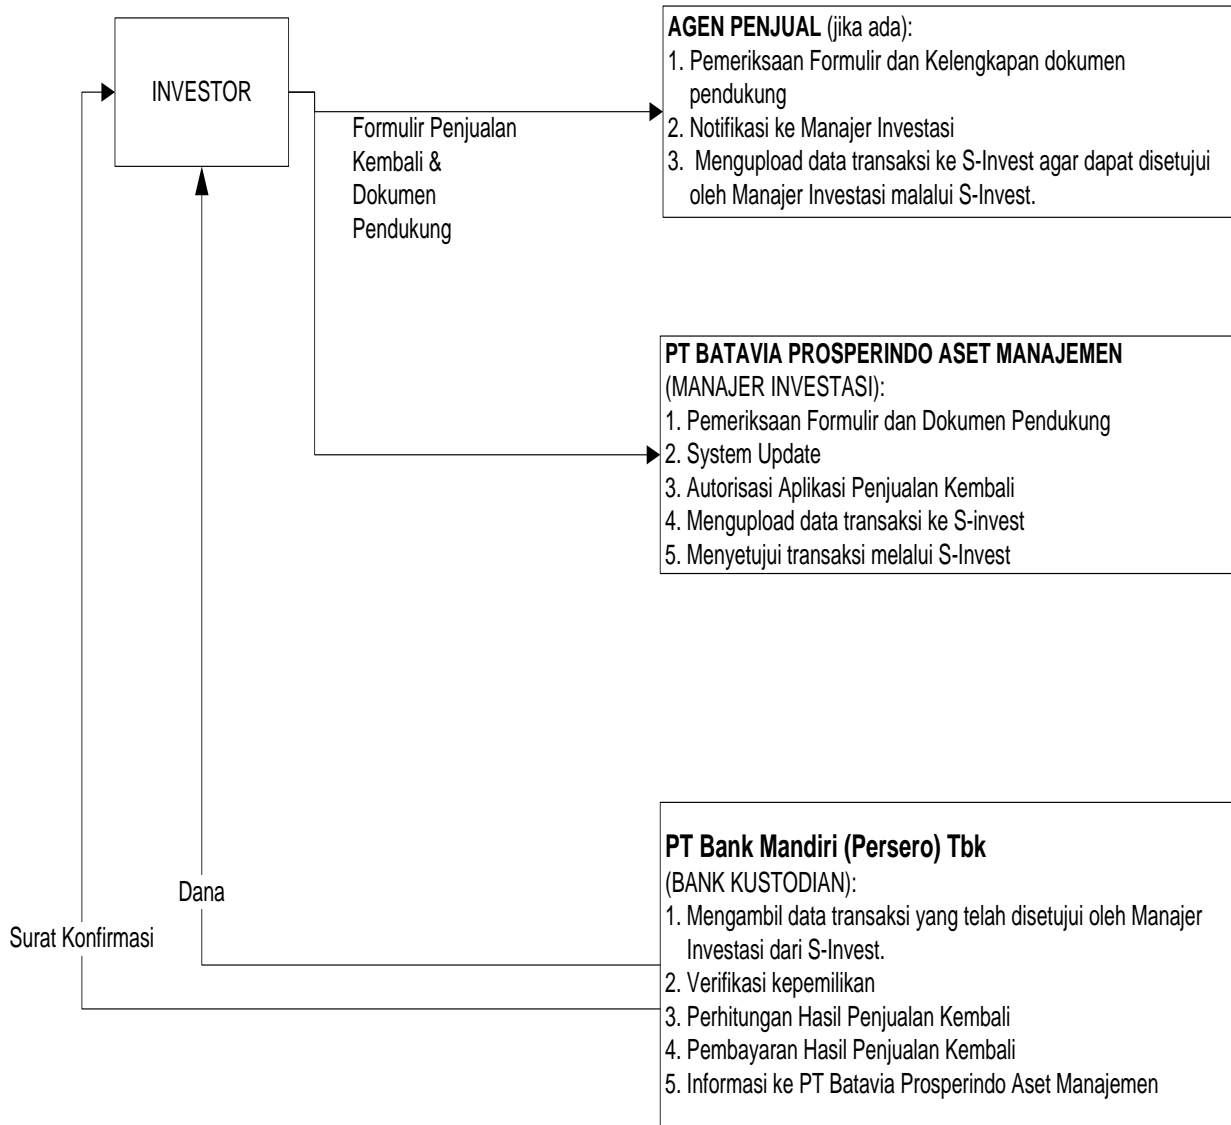 INVESTOR
Formulir Penjualan
Kembali &
Dokumen
Pendukung
AGEN PENJUAL (jika ada):
1. Pemeriksaan Formulir dan Kelengkapan dokumen
pendukung
2. Notifikasi ke Manajer Investasi
3. Mengupload data transaksi ke S-Invest agar dapat disetujui
oleh Manajer Investasi malalui S-Invest.
PT BATAVIA PROSPERINDO ASET MANAJEMEN
(MANAJER INVESTASI):
1. Pemeriksaan Formulir dan Dokumen Pendukung
2. System Update
3. Autorisasi Aplikasi Penjualan Kembali
4. Mengupload data transaksi ke S-invest
5. Menyetujui transaksi melalui S-Invest
Dana
Surat Konfirmasi
PT Bank Mandiri (Persero) Tbk
(BANK KUSTODIAN):
1. Mengambil data transaksi yang telah disetujui oleh Manajer
Investasi dari S-Invest.
2. Verifikasi kepemilikan
3. Perhitungan Hasil Penjualan Kembali
4. Pembayaran Hasil Penjualan Kembali
5. Informasi ke PT Batavia Prosperindo Aset Manajemen